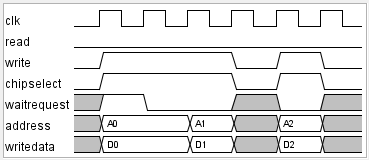 clk
read
write
chipselect
waitrequest
address A0 A1 A2
writedata D0 D1 D2